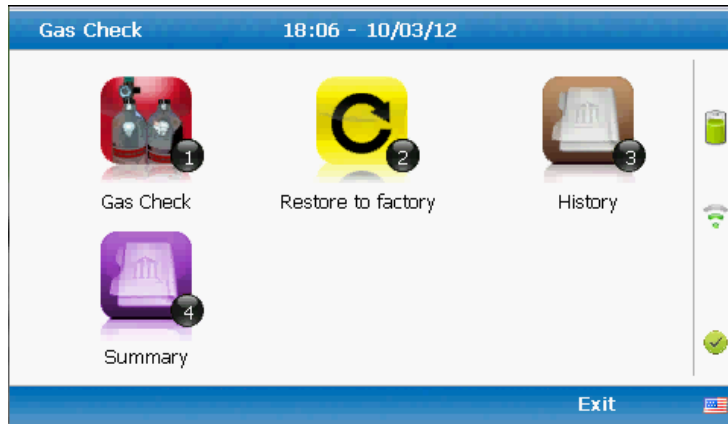 Gas Check 18:06 - 10/03/12
1 2 3
Gas Check Restore to factory History
4
Summary
Exit